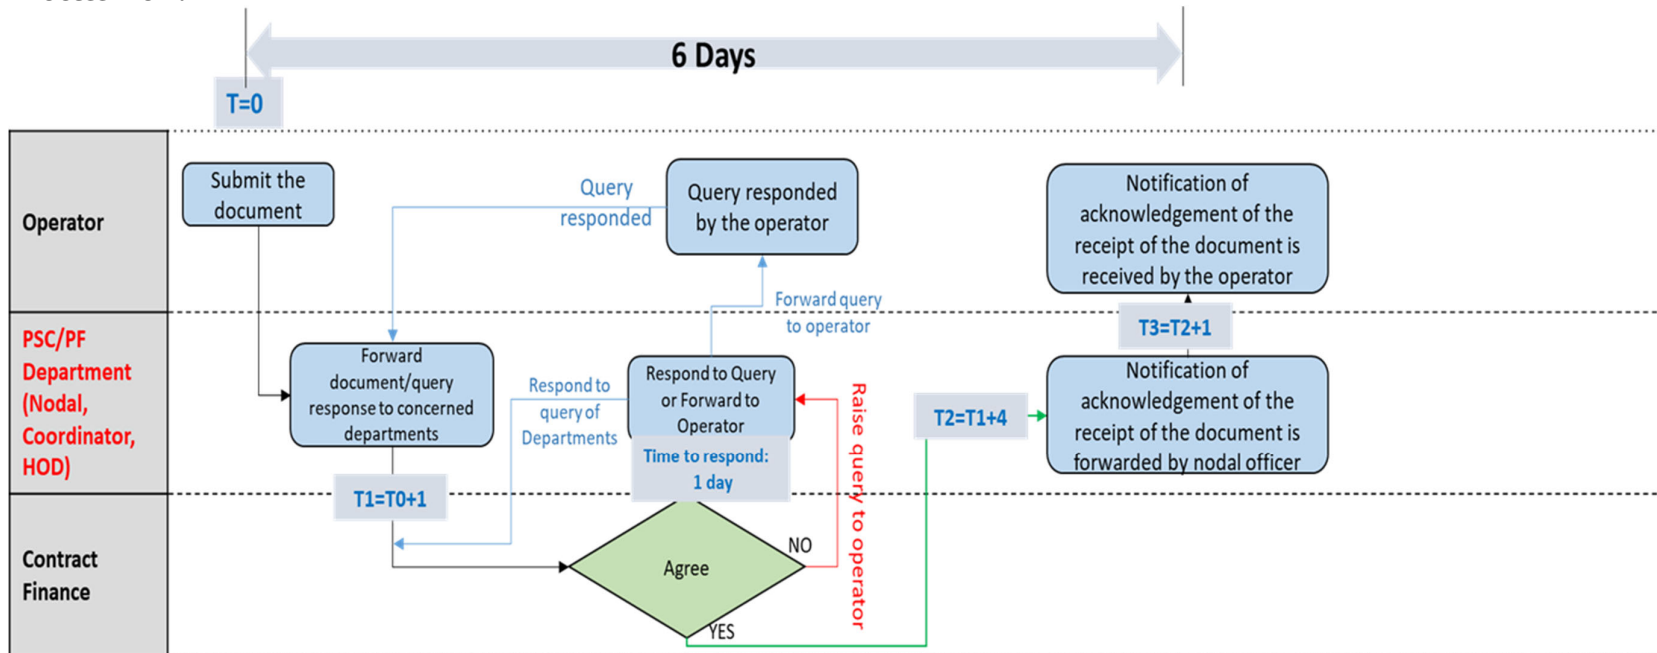 6 Days
T=0
Operator
Submit the
document
Query
responded
Query responded
by the operator
Notification of
acknowledgement of the
receipt of the document is
received by the operator
Forward query
to operator
T3=T2+1
PSC/PF
Department
(Nodal,
Coordinator,
HOD)
Forward
document/query
response to concerned
departments
Respond to
query of
Departments
Respond to Query
or Forward to
Operator
Time to respond:
1 day
Raise query to operator
T2=T1+4
Notification of
acknowledgement of the
receipt of the document is
forwarded by nodal officer
T1=T0+1
Contract
Finance
Agree
NO
YES